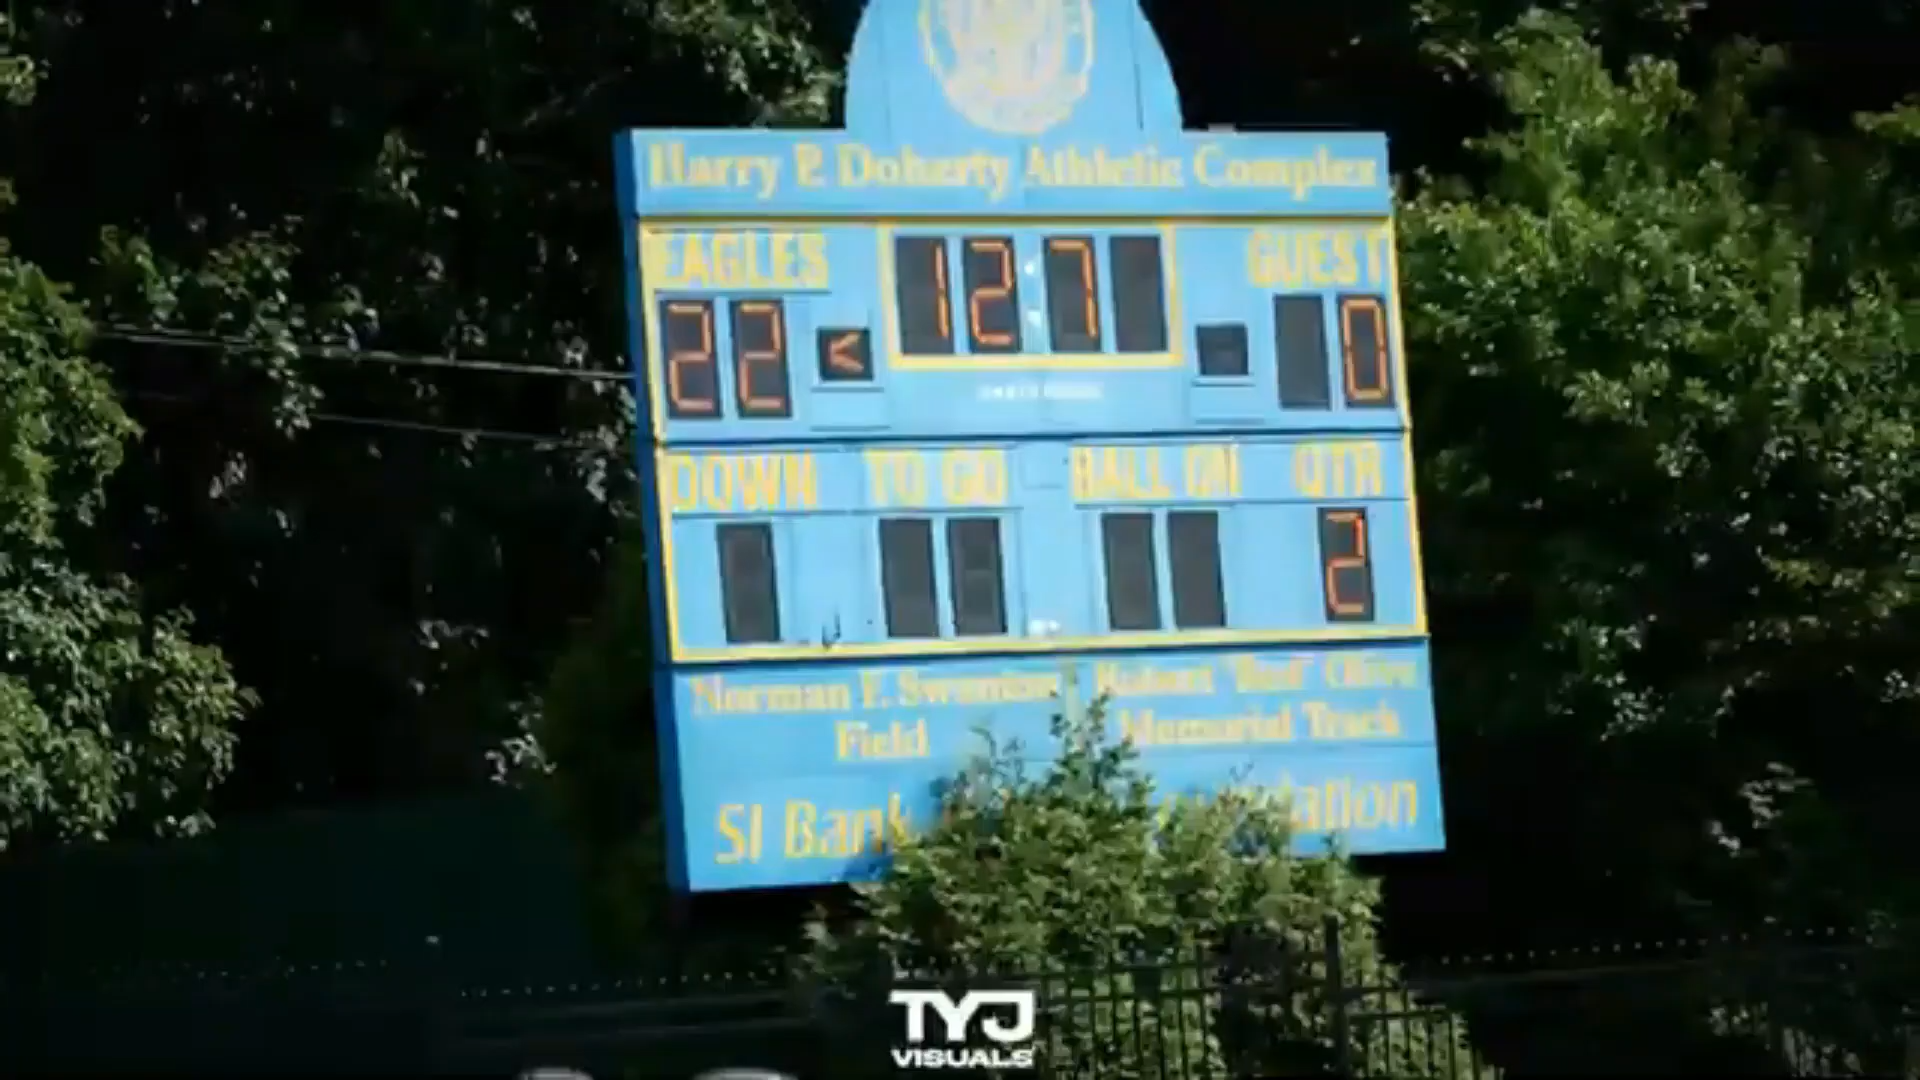 Harry P. Doherty Athletic Complex
EAGLES
12:7
GUEST
22 <
0
DOWN TO GO BALL ON QTR
2
Norman F. Swanson
Field
Memorial Track
SI Bank
TYJ
VISUALS